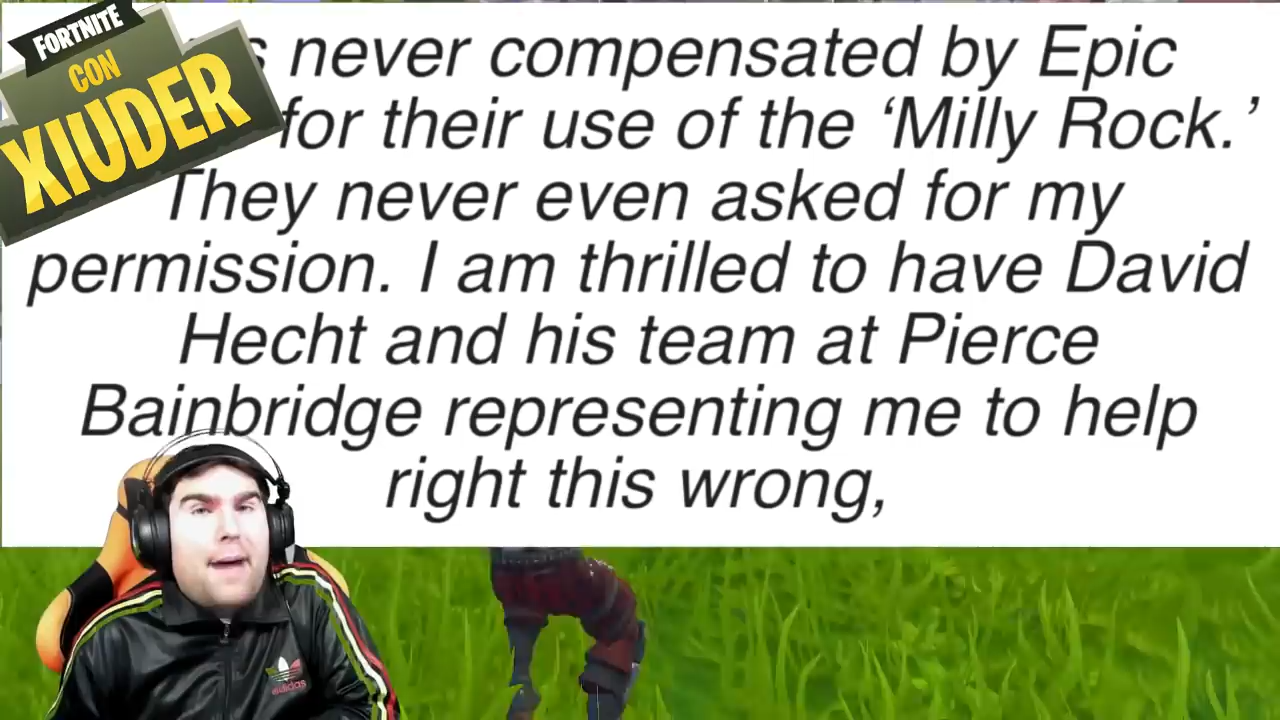 FORTNITE
CON
XIUDER
never compensated by Epic
for their use of the ‘Milly Rock.’
They never even asked for my
permission. I am thrilled to have David
Hecht and his team at Pierce
Bainbridge representing me to help
right this wrong,
adidas